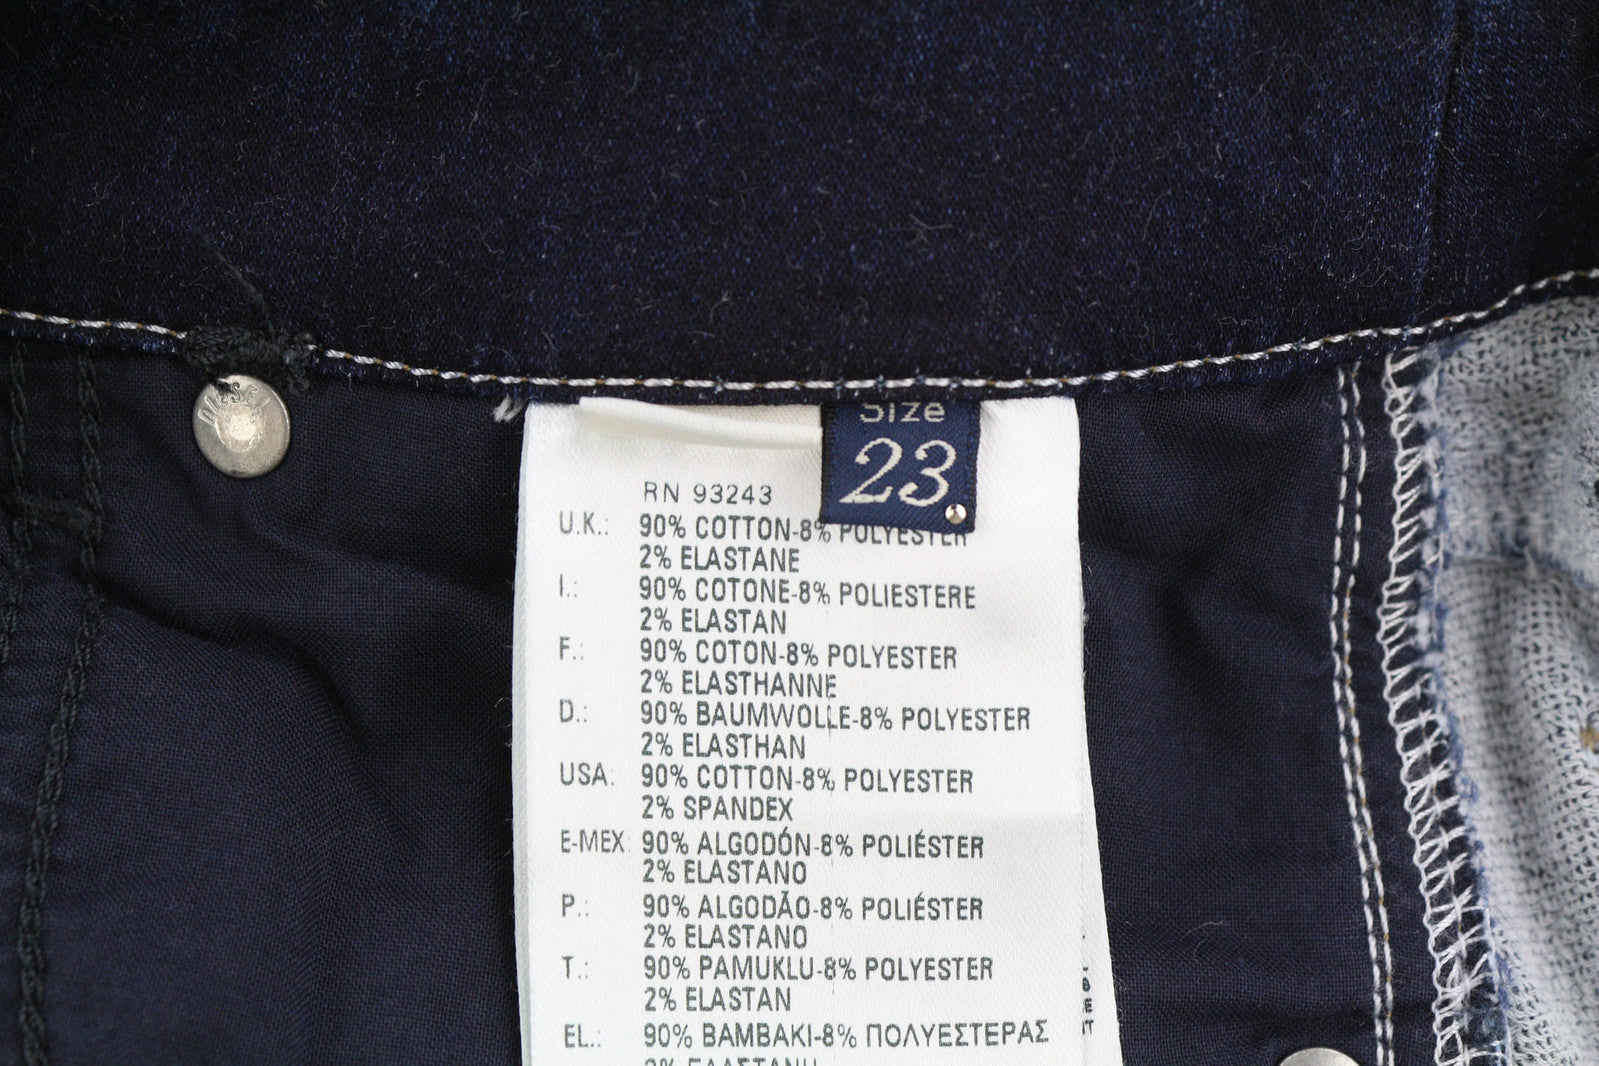 DIESEL
Size
23
RN 93243
U.K.: 90% COTTON-8% POLYESTER
2% ELASTANE
I.: 90% COTONE-8% POLIESTERE
2% ELASTAN
F.: 90% COTON-8% POLYESTER
2% ELASTHANNE
D.: 90% BAUMWOLLE-8% POLYESTER
2% ELASTHAN
USA: 90% COTTON-8% POLYESTER
2% SPANDEX
E-MEX: 90% ALGODÓN-8% POLIÉSTER
2% ELASTANO
P.: 90% ALGODÃO-8% POLIÉSTER
2% ELASTANO
T.: 90% PAMUKLU-8% POLYESTER
2% ELASTAN
EL.: 90% BAMBAKI-8% ΠΟΛΥΕΣΤΕΡΑΣ